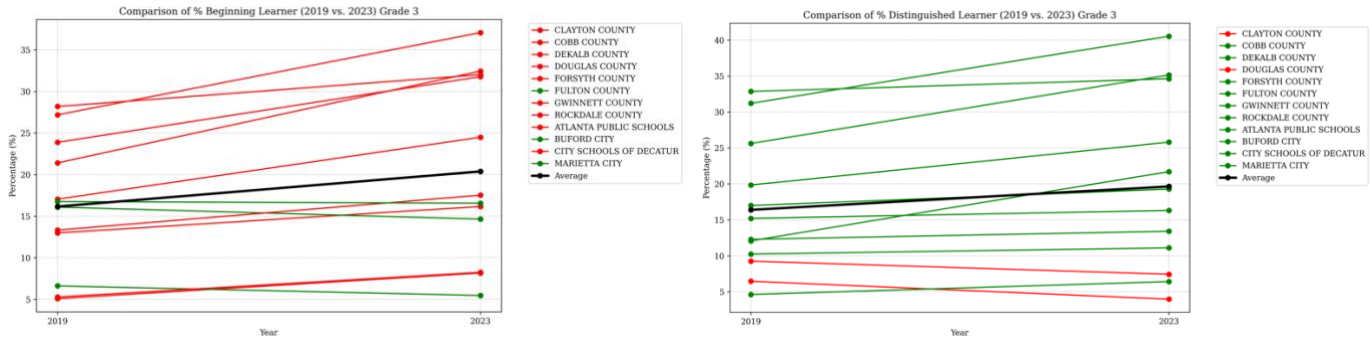 Comparison of % Beginning Learner (2019 vs. 2023) Grade 3
35
30
25
20
15
10
5
Percentage (%)
2019
2023
Year
CLAYTON COUNTY
COBB COUNTY
DEKALB COUNTY
DOUGLAS COUNTY
FORSYTH COUNTY
FULTON COUNTY
GWINNETT COUNTY
ROCKDALE COUNTY
ATLANTA PUBLIC SCHOOLS
BUFORD CITY
CITY SCHOOLS OF DECATUR
MARIETTA CITY
Average
Comparison of % Distinguished Learner (2019 vs. 2023) Grade 3
40
35
30
25
20
15
10
5
Percentage (%)
2019
2023
Year
CLAYTON COUNTY
COBB COUNTY
DEKALB COUNTY
DOUGLAS COUNTY
FORSYTH COUNTY
FULTON COUNTY
GWINNETT COUNTY
ROCKDALE COUNTY
ATLANTA PUBLIC SCHOOLS
BUFORD CITY
CITY SCHOOLS OF DECATUR
MARIETTA CITY
Average